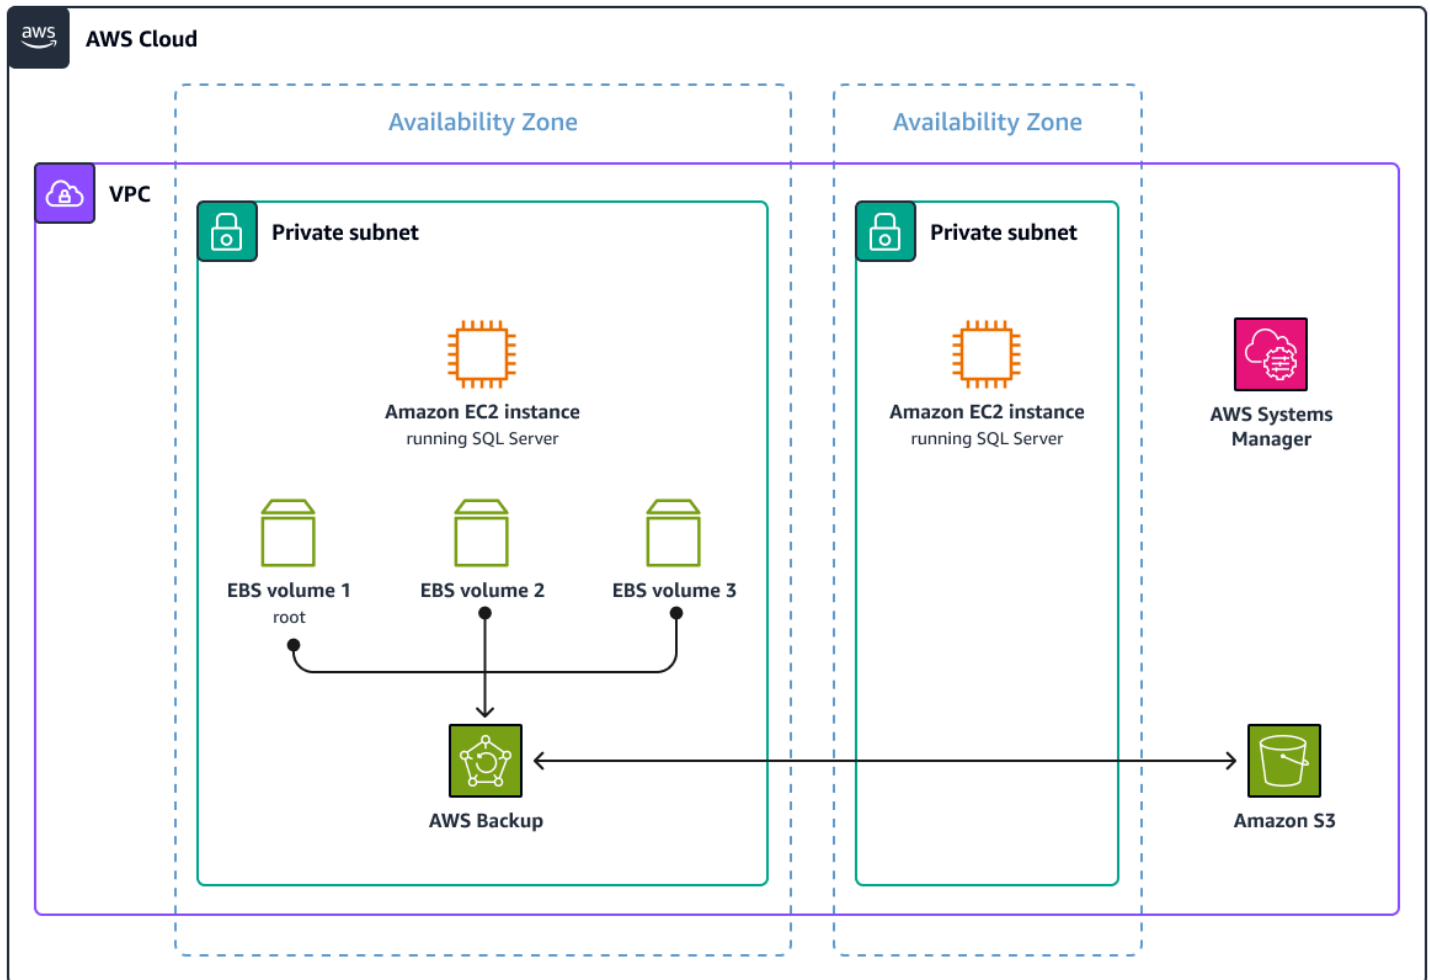 aws
AWS Cloud
Availability Zone
Availability Zone
VPC
Private subnet
Private subnet
Amazon EC2 instance
running SQL Server
Amazon EC2 instance
running SQL Server
AWS Systems
Manager
EBS volume 1
root
EBS volume 2
EBS volume 3
AWS Backup
Amazon S3